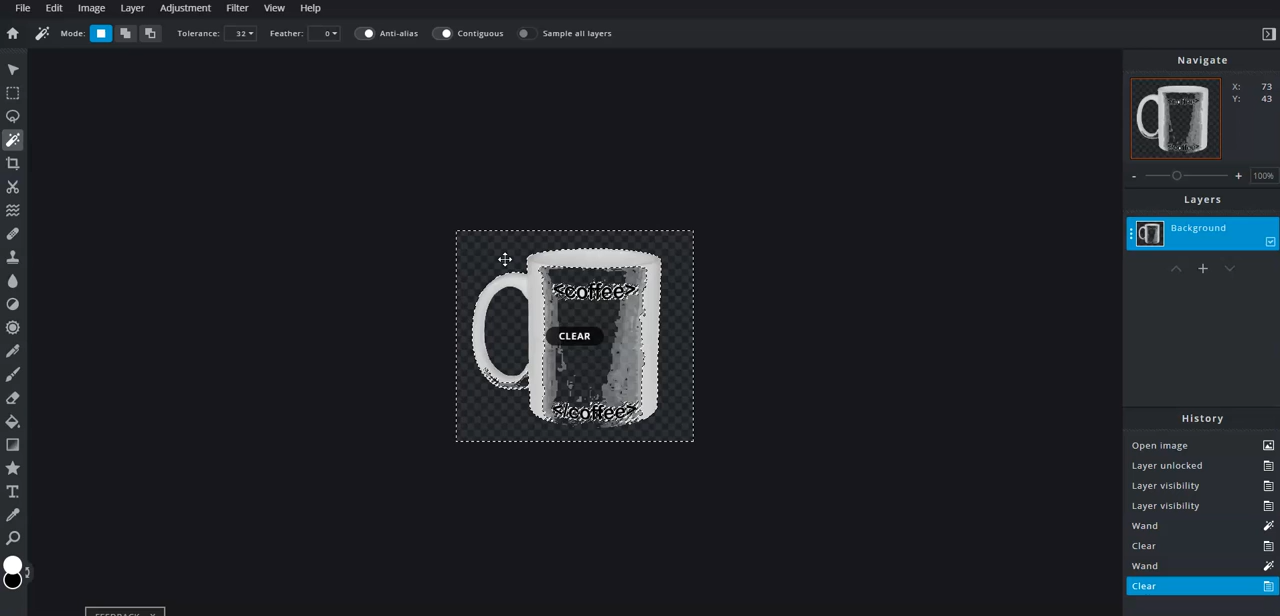 File Edit Image Layer Adjustment Filter View Help
Mode: Tolerance: 32 Feather: 0 Anti-alias Contiguous Sample all layers
Navigate
X: 73
Y: 43
- + 100%
Layers
Background
<coffee>
CLEAR
</coffee>
History
Open image
Layer unlocked
Layer visibility
Layer visibility
Wand
Clear
Wand
Clear
FEEDBACK X